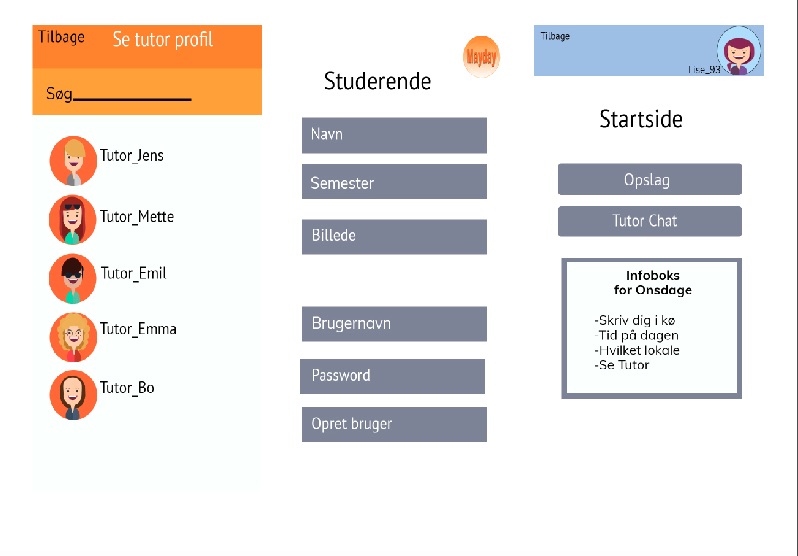 Tilbage
Se tutor profil
Søg
Tutor_Jens
Tutor_Mette
Tutor_Emil
Tutor_Emma
Tutor_Bo
Mayday
Studerende
Navn
Semester
Billede
Brugernavn
Password
Opret bruger
Tilbage
Lise_93
Startside
Opslag
Tutor Chat
Infoboks
for Onsdage
-Skriv dig i kø
-Tid på dagen
-Hvilket lokale
-Se Tutor